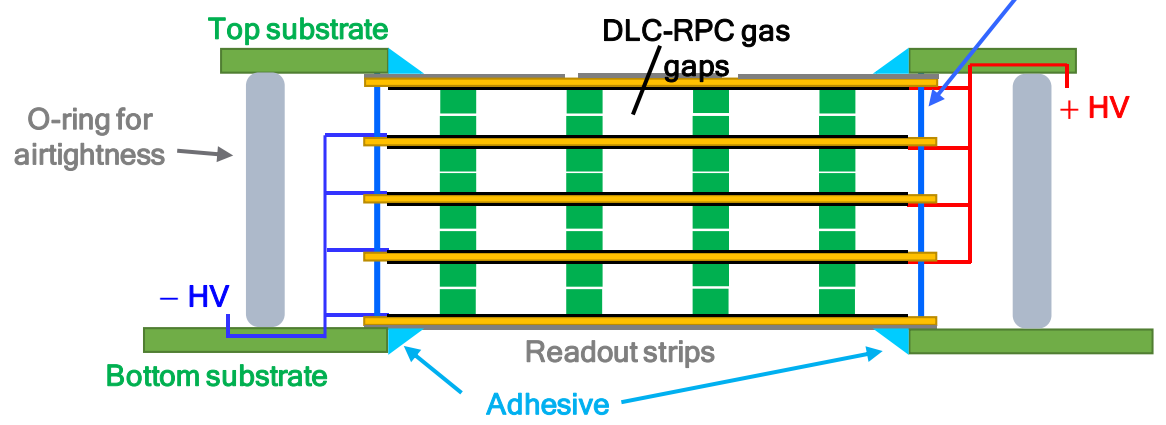 Top substrate
DLC-RPC gas
gaps
O-ring for
airtightness
+ HV
− HV
Readout strips
Bottom substrate
Adhesive